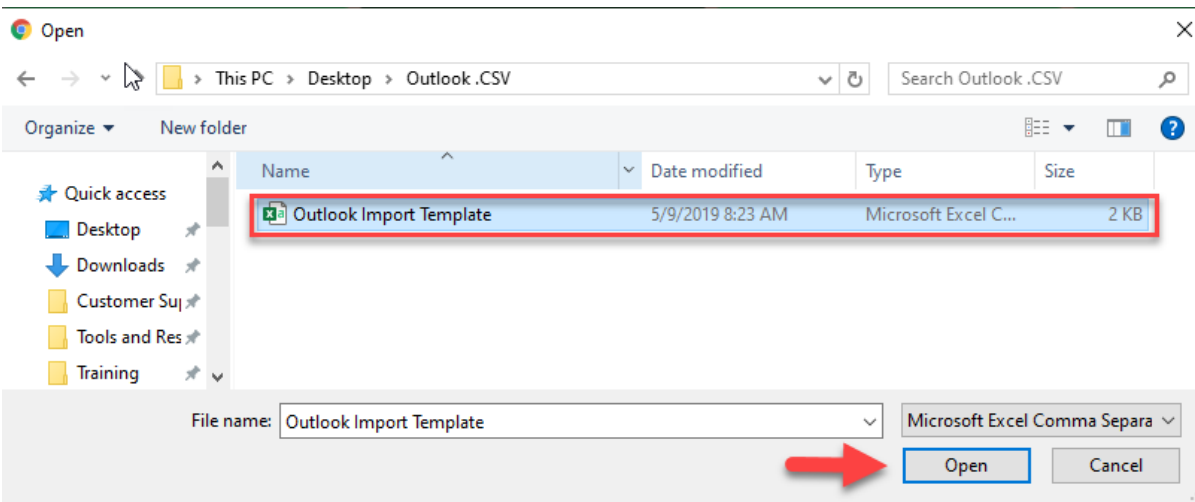 Open
This PC > Desktop > Outlook .CSV
Search Outlook .CSV
Organize
New folder
Name
Date modified
Type
Size
Quick access
Outlook Import Template
5/9/2019 8:23 AM
Microsoft Excel C...
2 KB
Desktop
Downloads
Customer Su
Tools and Res
Training
File name:
Outlook Import Template
Microsoft Excel Comma Separa
Open
Cancel